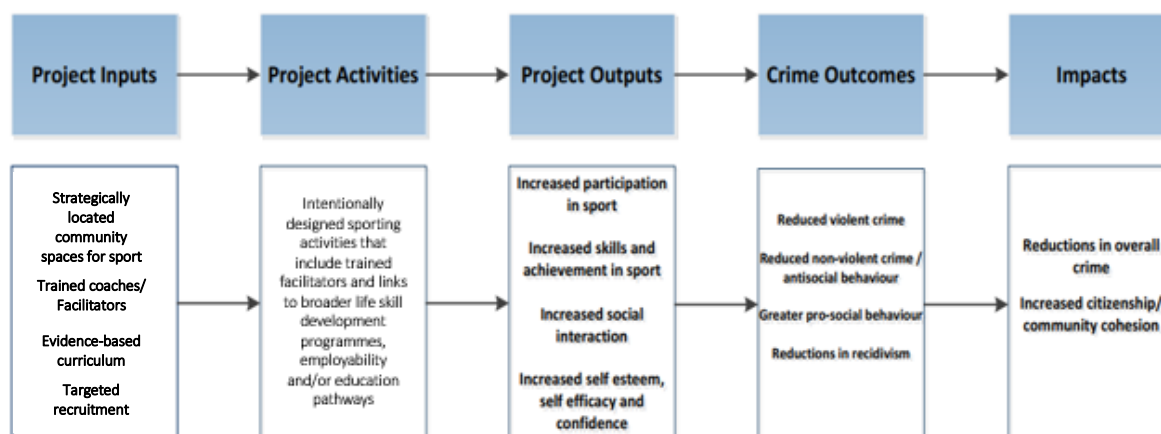 Project Inputs
Project Activities
Project Outputs
Crime Outcomes
Impacts
Strategically
located
community
spaces for sport
Trained coaches/
Facilitators
Evidence-based
curriculum
Targeted
recruitment
Intentionally
designed sporting
activities that
include trained
facilitators and links
to broader life skill
development
programmes,
employability
and/or education
pathways
Increased participation
in sport
Increased skills and
achievement in sport
Increased social
interaction
Increased self esteem,
self efficacy and
confidence
Reduced violent crime
Reduced non-violent crime /
antisocial behaviour
Greater pro-social behaviour
Reductions in recidivism
Reductions in overall
crime
Increased citizenship/
community cohesion